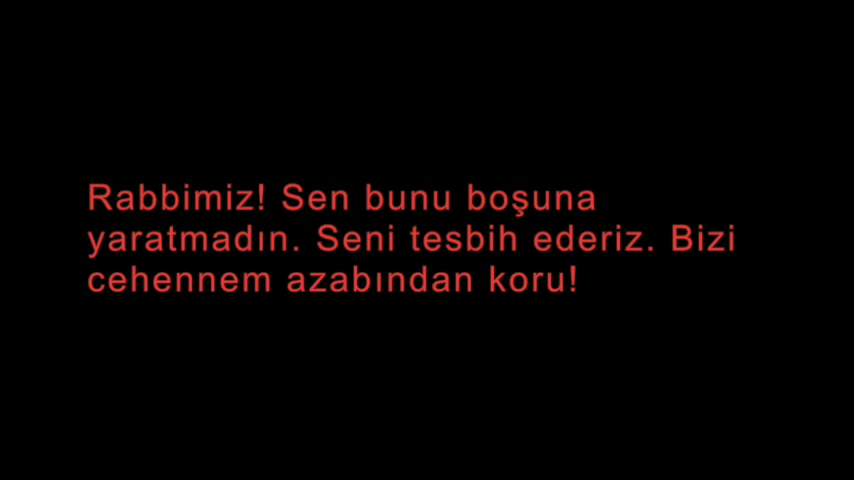 Rabbimiz! Sen bunu boşuna
yaratmadın. Seni tesbih ederiz. Bizi
cehennem azabından koru!